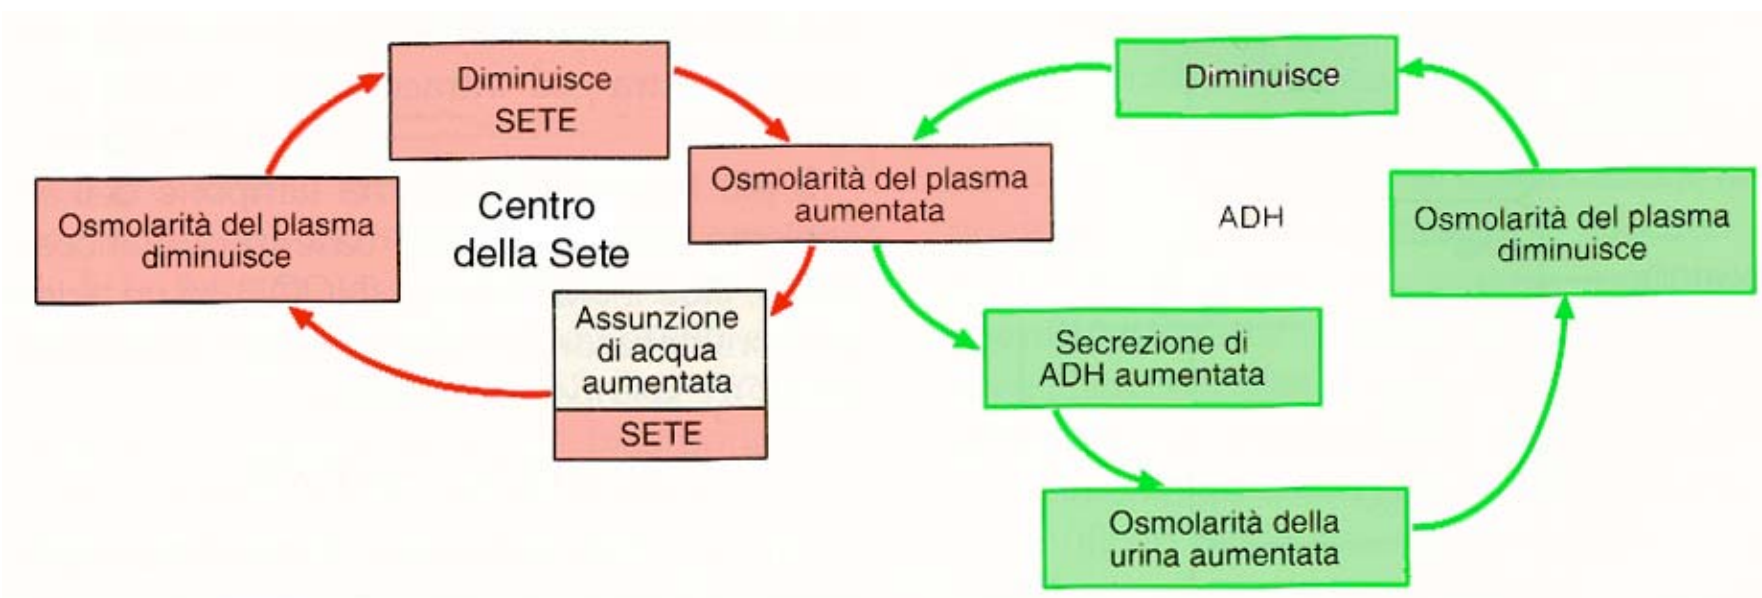 Diminuisce
SETE
Osmolarità del plasma
diminuisce
Centro
della Sete
Osmolarità del plasma
aumentata
Assunzione
di acqua
aumentata
SETE
Diminuisce
ADH
Osmolarità del plasma
diminuisce
Secrezione di
ADH aumentata
Osmolarità della
urina aumentata